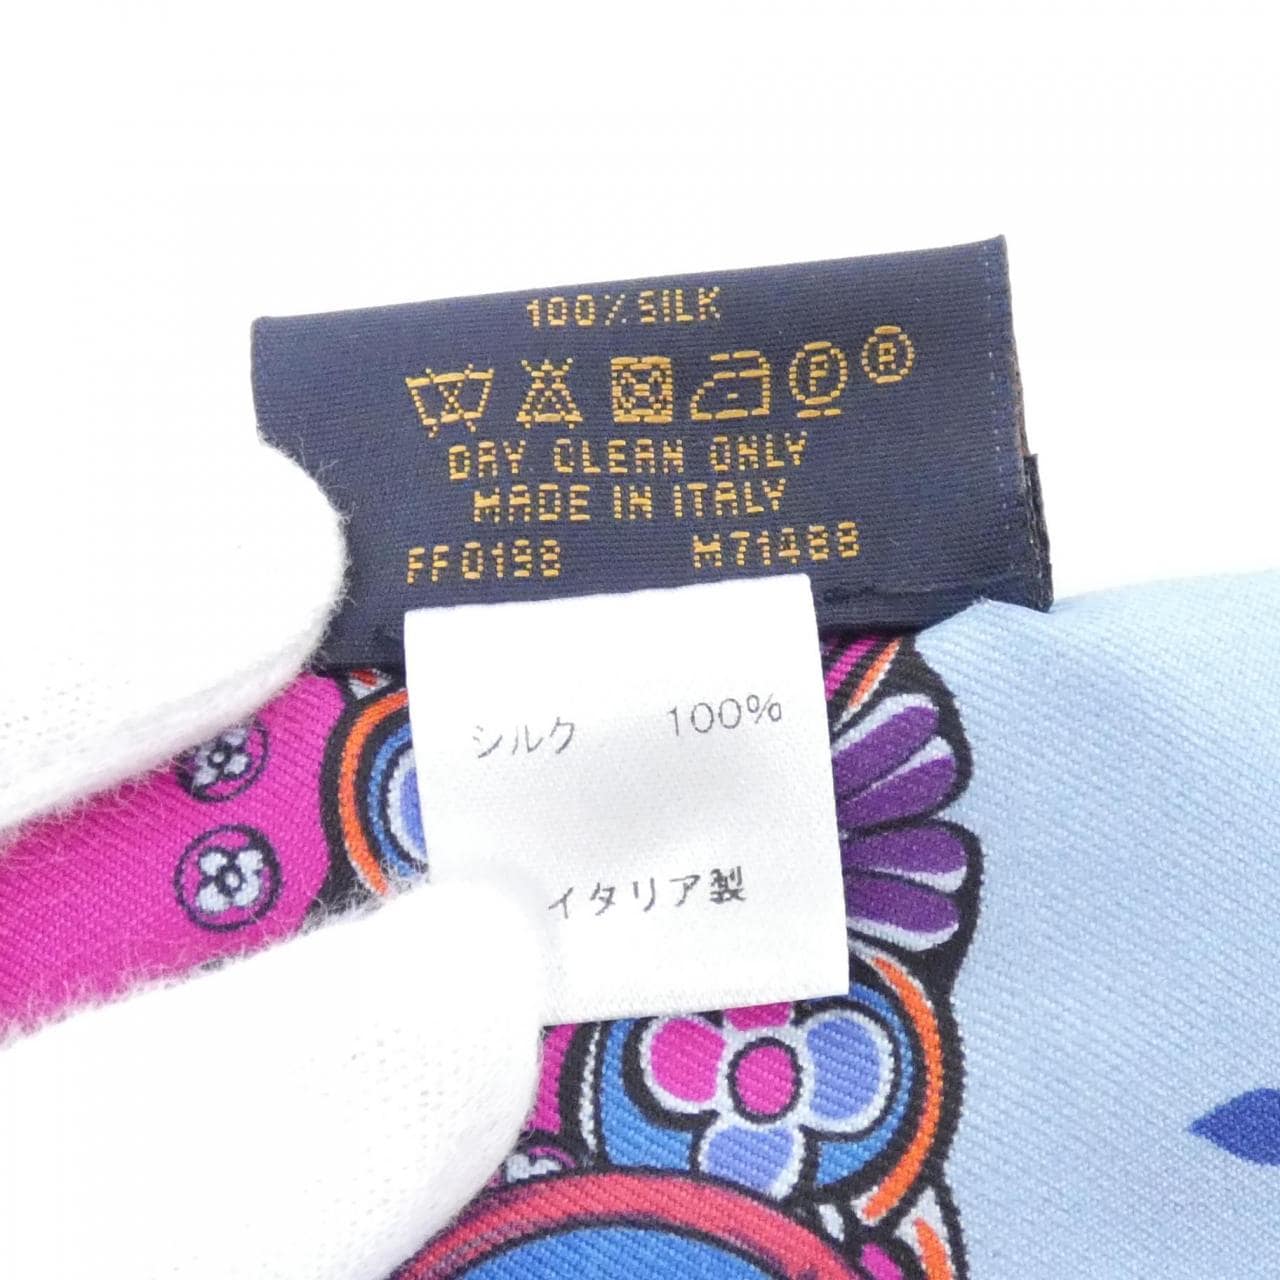 100% SILK
P R
DRY CLEAN ONLY
MADE IN ITALY
FF0198 M71488
シルク 100%
イタリア製